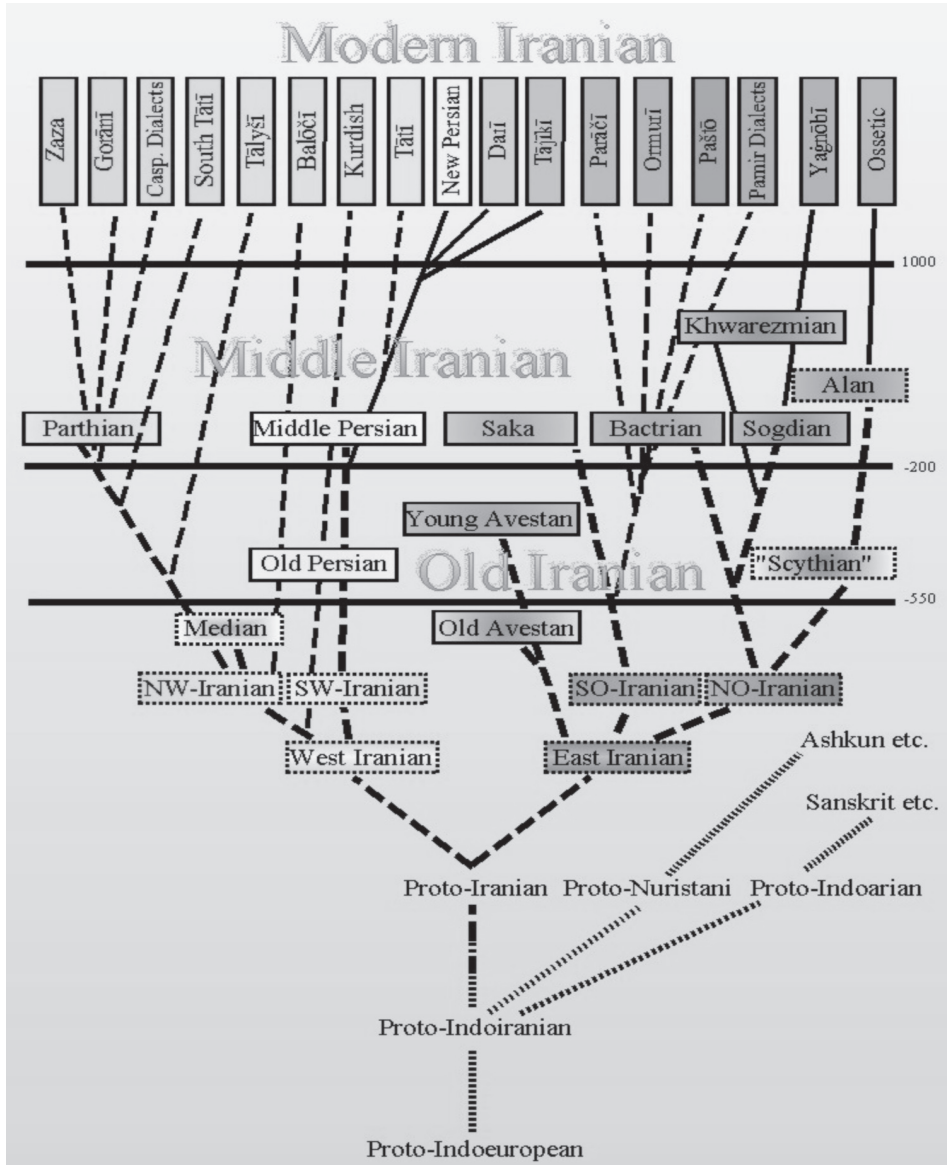 Modern Iranian
Zaza
Gorānī
Casp. Dialects
South Tātī
Tālyšī
Balōčī
Kurdish
Tātī
New Persian
Darī
Tājikī
Parāčī
Ormurī
Paštō
Pamir Dialects
Yaġnōbī
Ossetic
1000
Khwarezmian
Middle Iranian
Alan
Parthian
Middle Persian
Saka
Bactrian
Sogdian
-200
Young Avestan
Old Persian
Old Iranian
"Scythian"
-550
Median
Old Avestan
NW-Iranian
SW-Iranian
SO-Iranian
NO-Iranian
West Iranian
East Iranian
Ashkun etc.
Sanskrit etc.
Proto-Iranian
Proto-Nuristani
Proto-Indoarian
Proto-Indoiranian
Proto-Indoeuropean